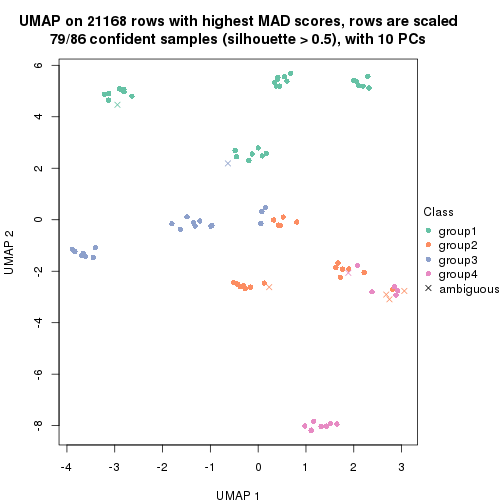 UMAP on 21168 rows with highest MAD scores, rows are scaled
79/86 confident samples (silhouette > 0.5), with 10 PCs
6
4
2
0
-2
-4
-6
-8
UMAP 2
-4 -3 -2 -1 0 1 2 3
UMAP 1
Class
group1
group2
group3
group4
ambiguous